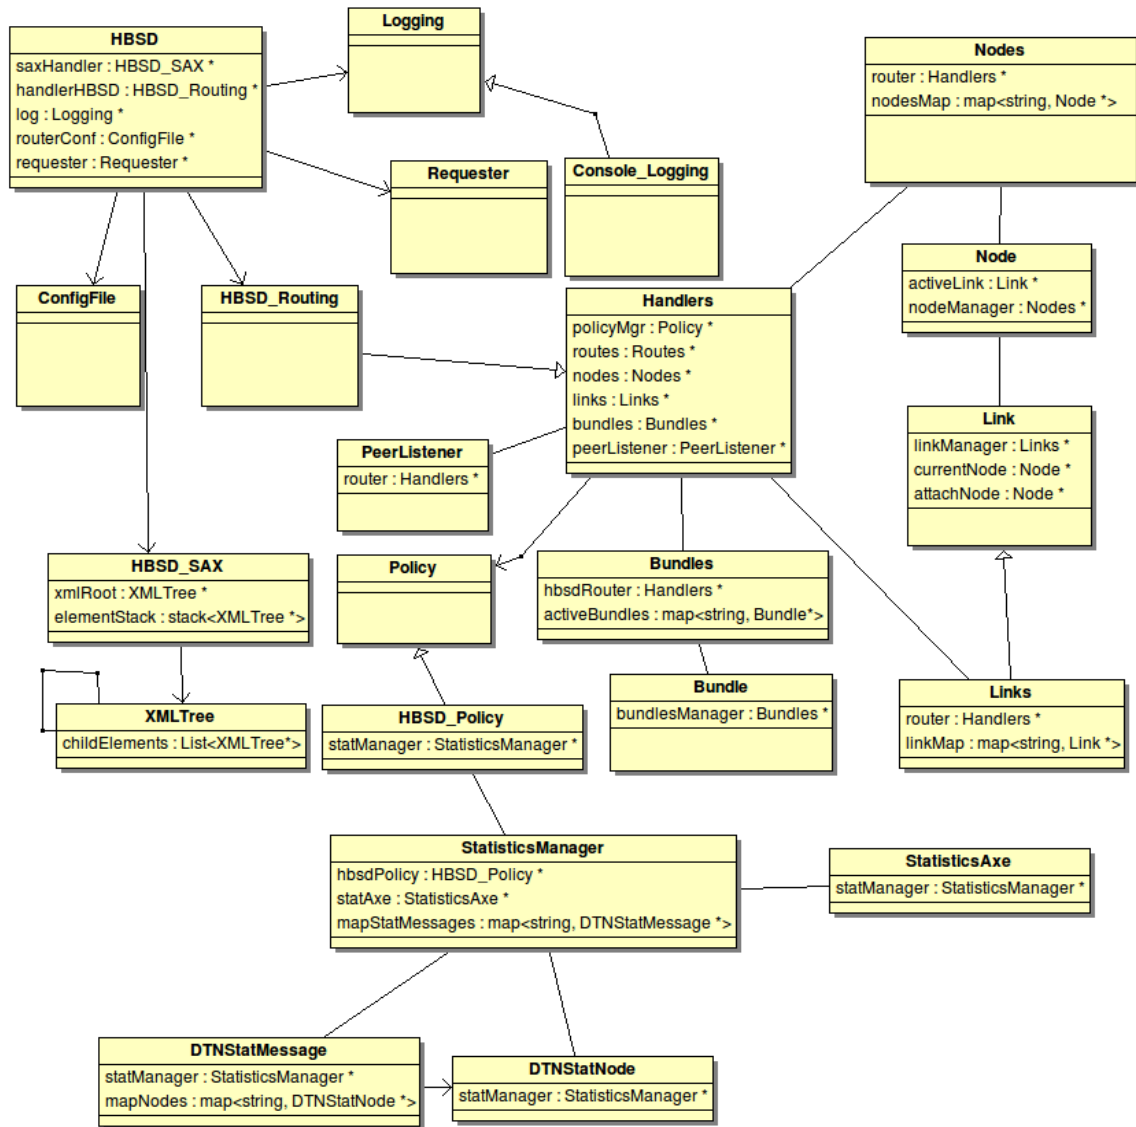 HBSD
saxHandler : HBSD_SAX *
handlerHBSD : HBSD_Routing *
log : Logging *
routerConf : ConfigFile *
requester : Requester *
Logging
Requester
Console_Logging
Nodes
router : Handlers *
nodesMap : map<string, Node *>
Node
activeLink : Link *
nodeManager : Nodes *
ConfigFile
HBSD_Routing
Handlers
policyMgr : Policy *
routes : Routes *
nodes : Nodes *
links : Links *
bundles : Bundles *
peerListener : PeerListener *
Link
linkManager : Links *
currentNode : Node *
attachNode : Node *
PeerListener
router : Handlers *
HBSD_SAX
xmlRoot : XMLTree *
elementStack : stack<XMLTree *>
Policy
Bundles
hbsdRouter : Handlers *
activeBundles : map<string, Bundle*>
Bundle
bundlesManager : Bundles *
Links
router : Handlers *
linkMap : map<string, Link *>
XMLTree
childElements : List<XMLTree*>
HBSD_Policy
statManager : StatisticsManager *
StatisticsManager
hbsdPolicy : HBSD_Policy *
statAxe : StatisticsAxe *
mapStatMessages : map<string, DTNStatMessage *>
StatisticsAxe
statManager : StatisticsManager *
DTNStatMessage
statManager : StatisticsManager *
mapNodes : map<string, DTNStatNode *>
DTNStatNode
statManager : StatisticsManager *